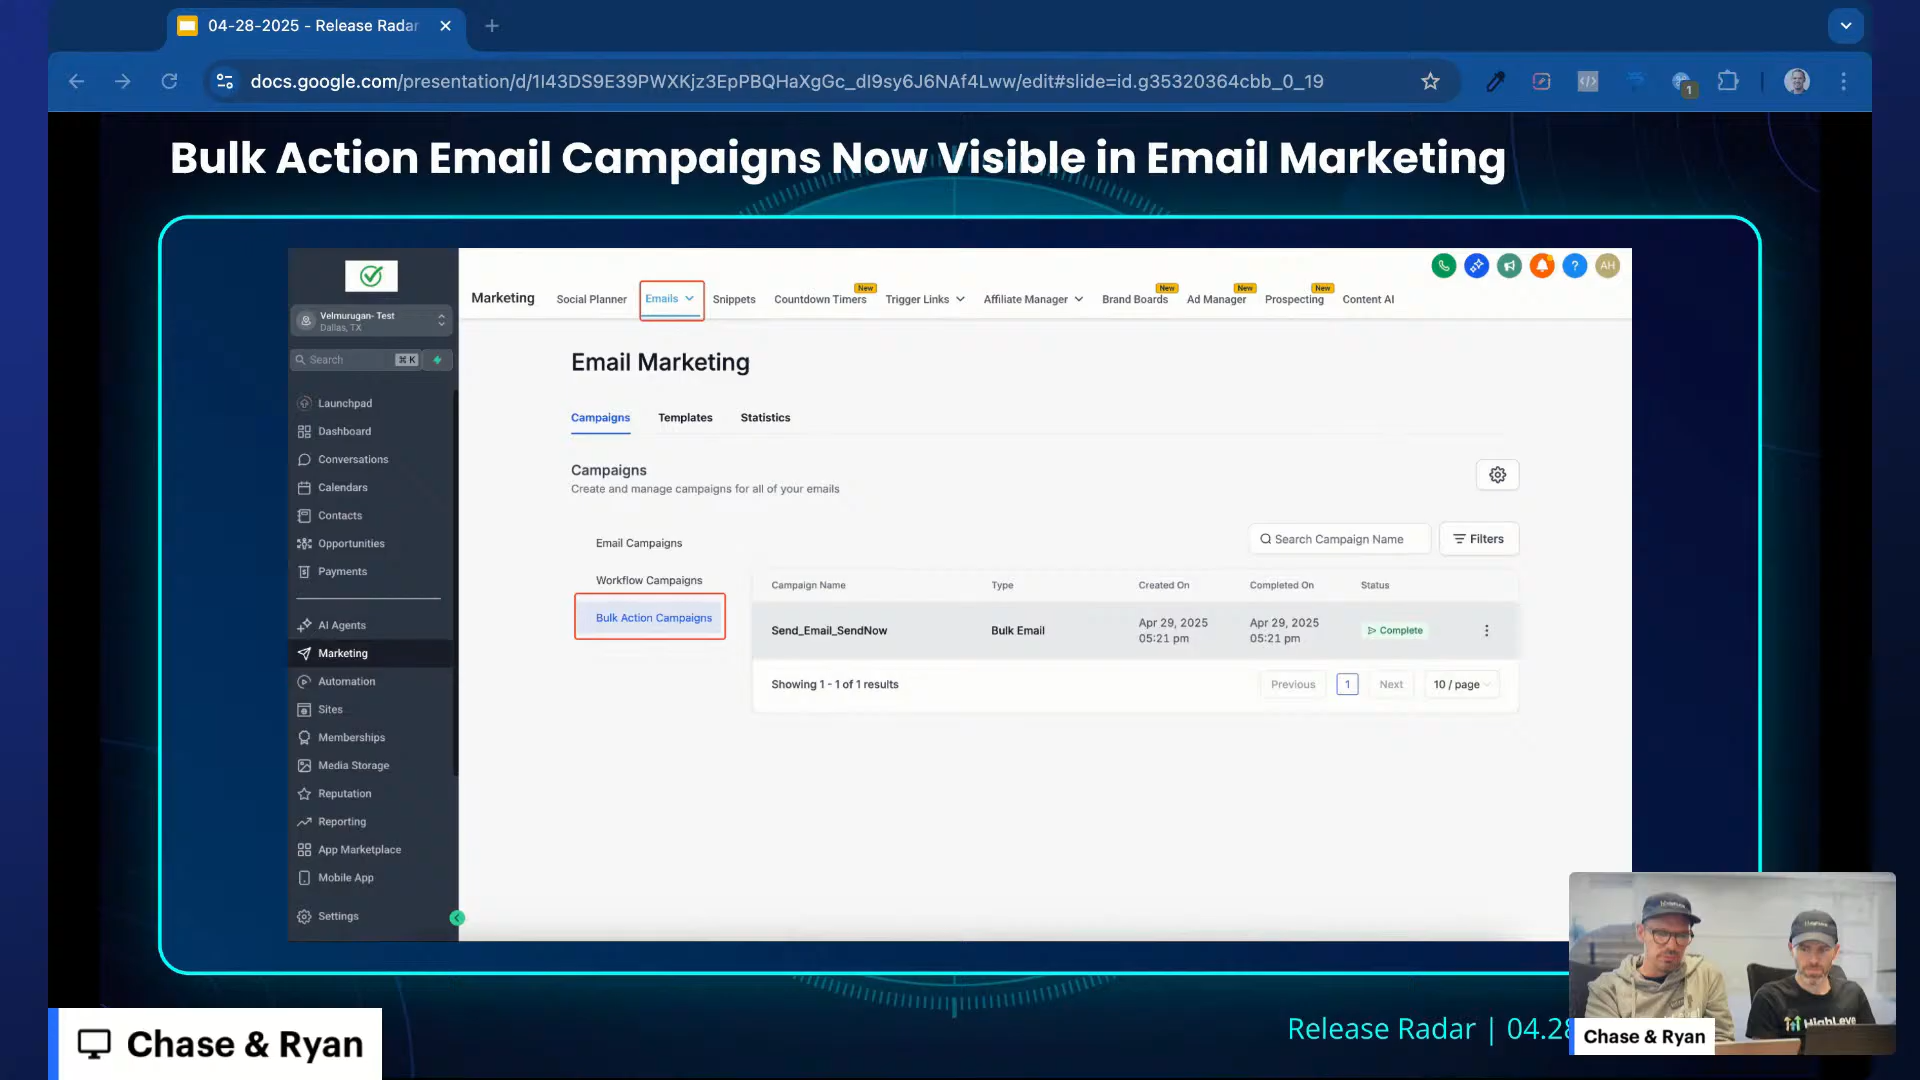 04-28-2025 - Release Radar
docs.google.com/presentation/d/1I43DS9E39PWXKjz3EpPBQHaXgGc_dI9sy6J6NAf4Lww/edit#slide=id.g35320364cbb_0_19
1
Bulk Action Email Campaigns Now Visible in Email Marketing
AH
Marketing
Social Planner
Emails
Snippets
Countdown Timers
New
Trigger Links
Affiliate Manager
Brand Boards
New
Ad Manager
New
Prospecting
New
Content AI
Velmurugan- Test
Dallas, TX
Search
⌘ K
Launchpad
Dashboard
Conversations
Calendars
Contacts
Opportunities
Payments
AI Agents
Marketing
Automation
Sites
Memberships
Media Storage
Reputation
Reporting
App Marketplace
Mobile App
Settings
Email Marketing
Campaigns
Templates
Statistics
Campaigns
Create and manage campaigns for all of your emails
Email Campaigns
Workflow Campaigns
Bulk Action Campaigns
Search Campaign Name
Filters
Campaign Name
Type
Created On
Completed On
Status
Send_Email_SendNow
Bulk Email
Apr 29, 2025
05:21 pm
Apr 29, 2025
05:21 pm
Complete
Showing 1 - 1 of 1 results
Previous
1
Next
10 / page
Release Radar | 04.28
Chase & Ryan
HighLeve
Chase & Ryan